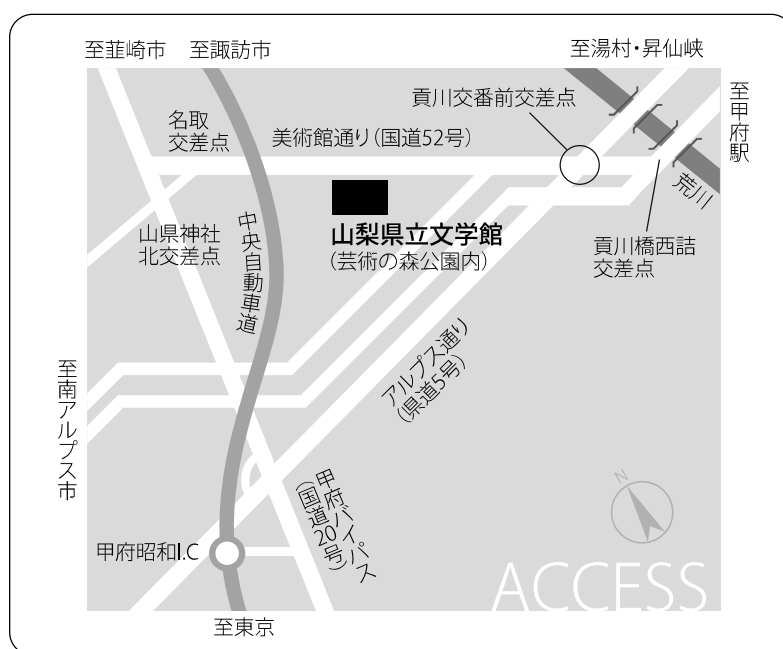 至韮崎市
至諏訪市
至湯村・昇仙峡
至甲府駅
貢川交番前交差点
名取
交差点
美術館通り(国道52号)
荒川
山梨県立文学館
(芸術の森公園内)
山県神社
北交差点
中央自動車道
貢川橋西詰
交差点
アルプス通り
(県道5号)
至南アルプス市
甲府バイパス
(国道20号)
N
甲府昭和I.C
ACCESS
至東京